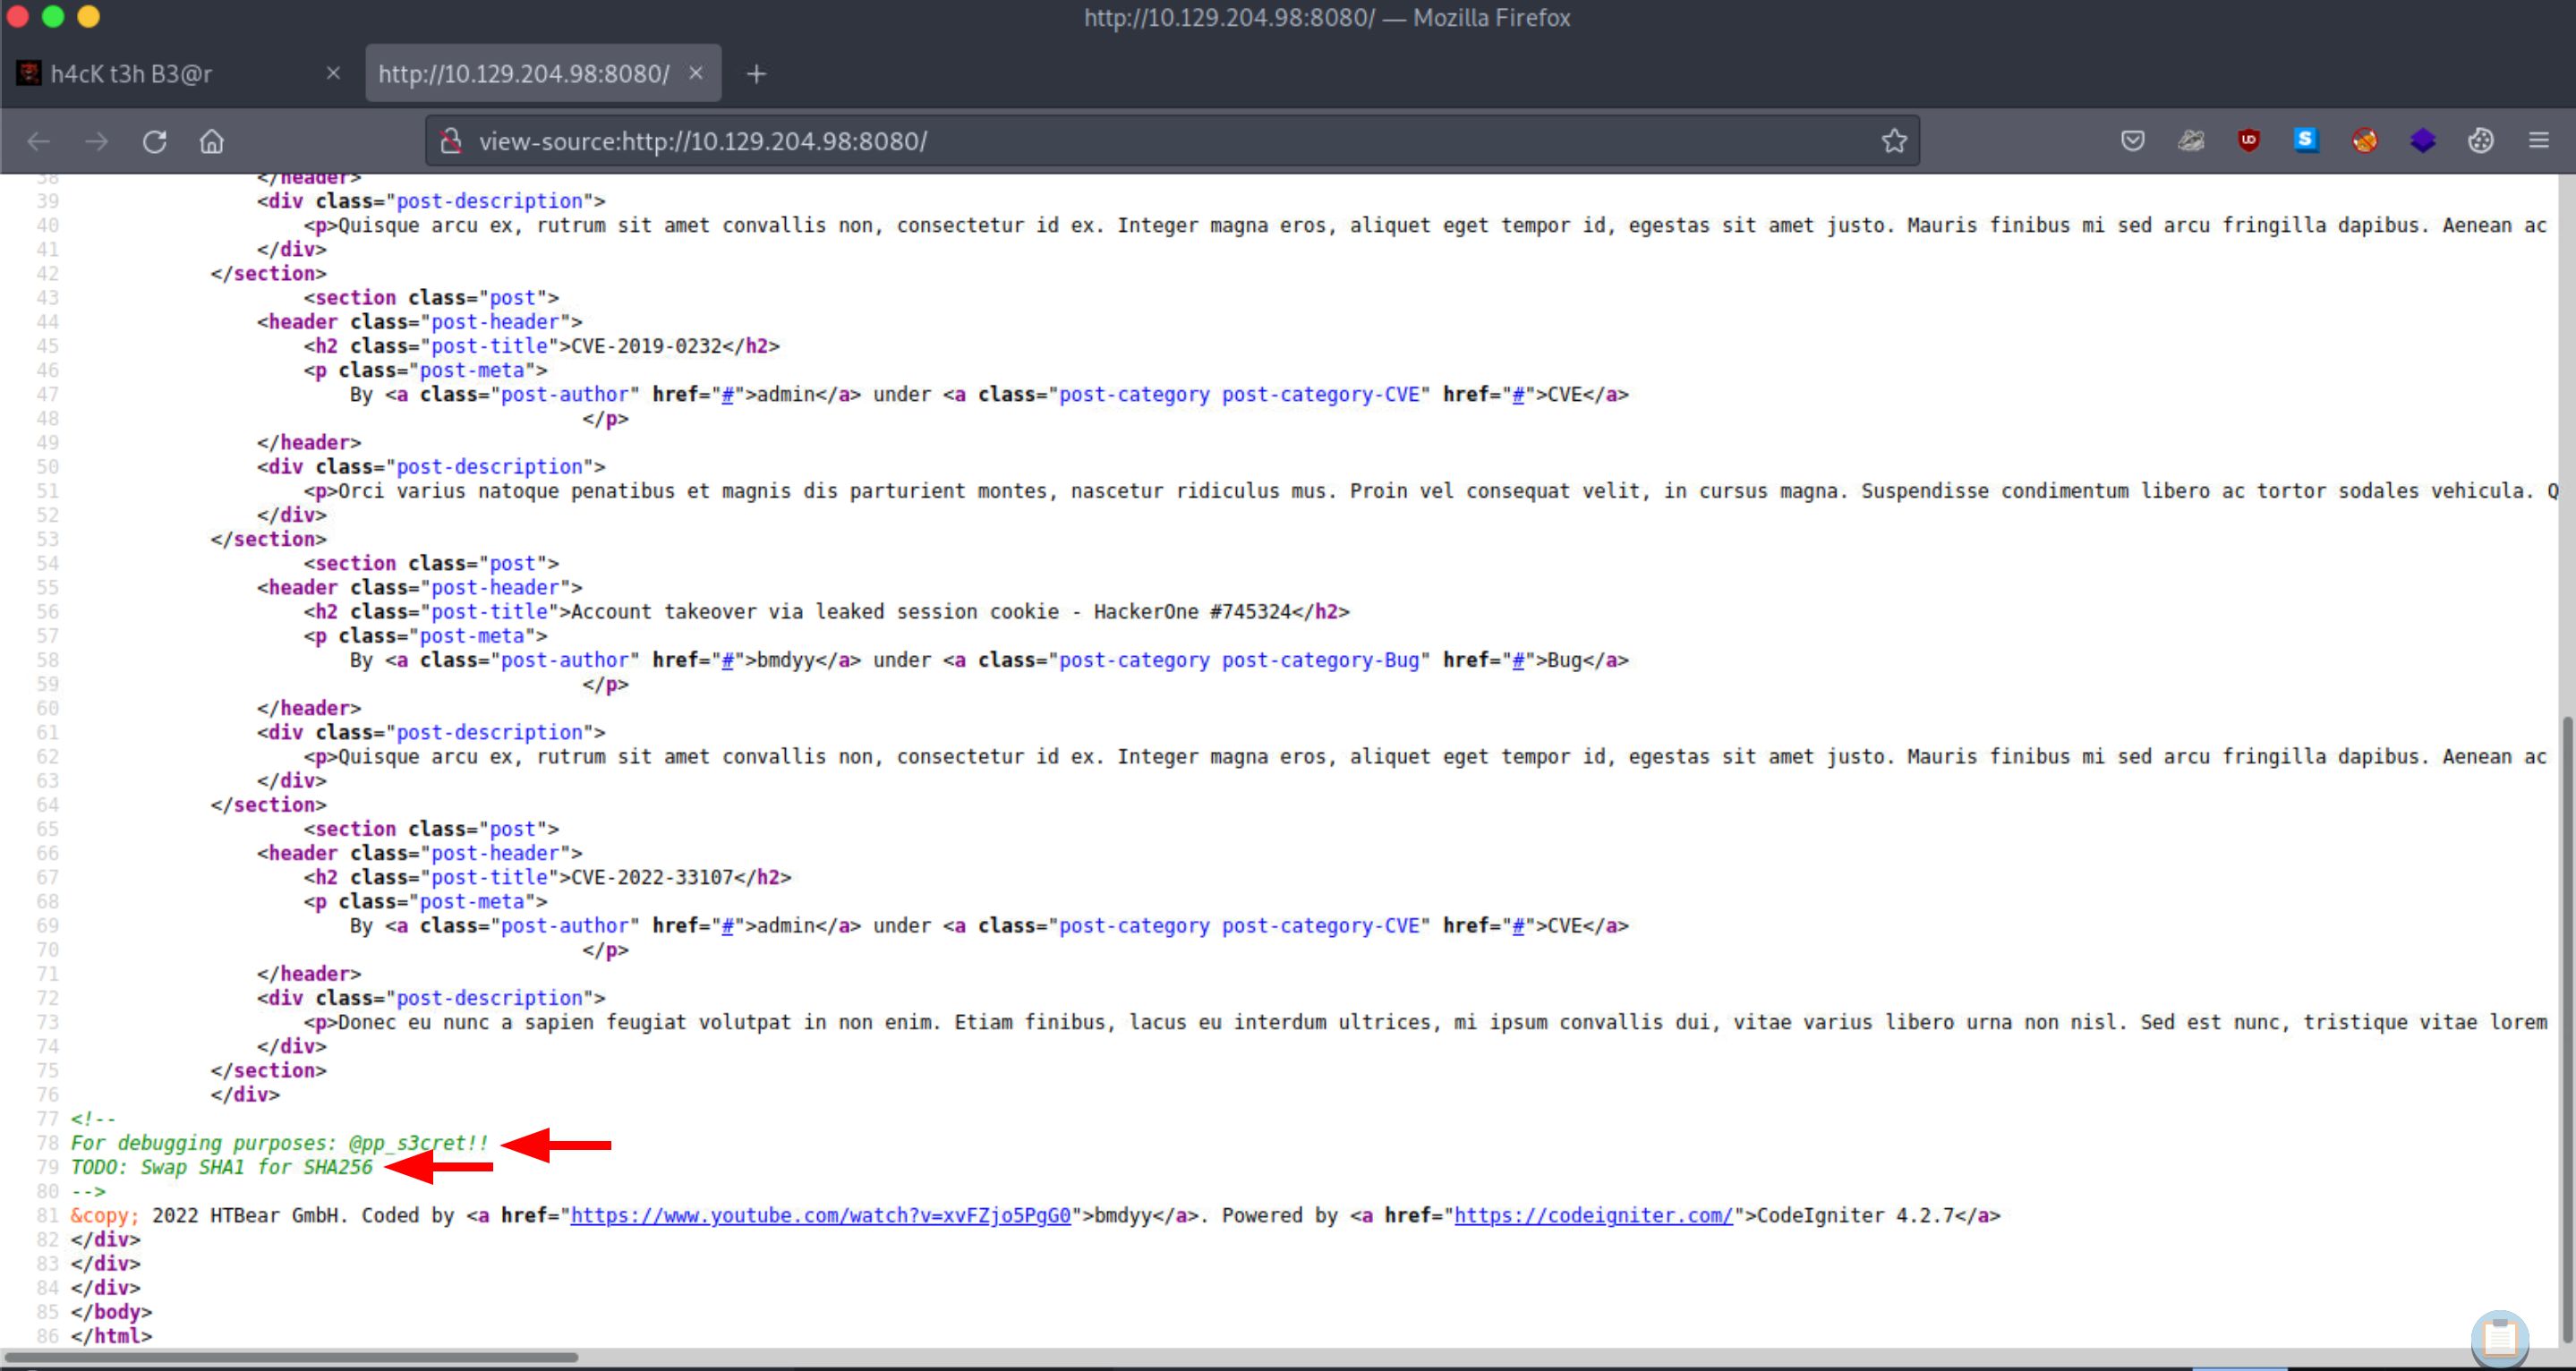 http://10.129.204.98:8080/ — Mozilla Firefox
h4cK t3h B3@r × http://10.129.204.98:8080/ × +
view-source:http://10.129.204.98:8080/
38 </header>
39 <div class="post-description">
40 <p>Quisque arcu ex, rutrum sit amet convallis non, consectetur id ex. Integer magna eros, aliquet eget tempor id, egestas sit amet justo. Mauris finibus mi sed arcu fringilla dapibus. Aenean ac
41 </div>
42 </section>
43 <section class="post">
44 <header class="post-header">
45 <h2 class="post-title">CVE-2019-0232</h2>
46 <p class="post-meta">
47 By <a class="post-author" href="#">admin</a> under <a class="post-category post-category-CVE" href="#">CVE</a>
48 </p>
49 </header>
50 <div class="post-description">
51 <p>Orci varius natoque penatibus et magnis dis parturient montes, nascetur ridiculus mus. Proin vel consequat velit, in cursus magna. Suspendisse condimentum libero ac tortor sodales vehicula. Q
52 </div>
53 </section>
54 <section class="post">
55 <header class="post-header">
56 <h2 class="post-title">Account takeover via leaked session cookie - HackerOne #745324</h2>
57 <p class="post-meta">
58 By <a class="post-author" href="#">bmdyy</a> under <a class="post-category post-category-Bug" href="#">Bug</a>
59 </p>
60 </header>
61 <div class="post-description">
62 <p>Quisque arcu ex, rutrum sit amet convallis non, consectetur id ex. Integer magna eros, aliquet eget tempor id, egestas sit amet justo. Mauris finibus mi sed arcu fringilla dapibus. Aenean ac
63 </div>
64 </section>
65 <section class="post">
66 <header class="post-header">
67 <h2 class="post-title">CVE-2022-33107</h2>
68 <p class="post-meta">
69 By <a class="post-author" href="#">admin</a> under <a class="post-category post-category-CVE" href="#">CVE</a>
70 </p>
71 </header>
72 <div class="post-description">
73 <p>Donec eu nunc a sapien feugiat volutpat in non enim. Etiam finibus, lacus eu interdum ultrices, mi ipsum convallis dui, vitae varius libero urna non nisl. Sed est nunc, tristique vitae lorem
74 </div>
75 </section>
76 </div>
77 <!--
78 For debugging purposes: @pp_s3cret!!
79 TODO: Swap SHA1 for SHA256
80 -->
81 &copy; 2022 HTBear GmbH. Coded by <a href="https://www.youtube.com/watch?v=xvFZjo5PgG0">bmdyy</a>. Powered by <a href="https://codeigniter.com/">CodeIgniter 4.2.7</a>
82 </div>
83 </div>
84 </div>
85 </body>
86 </html>